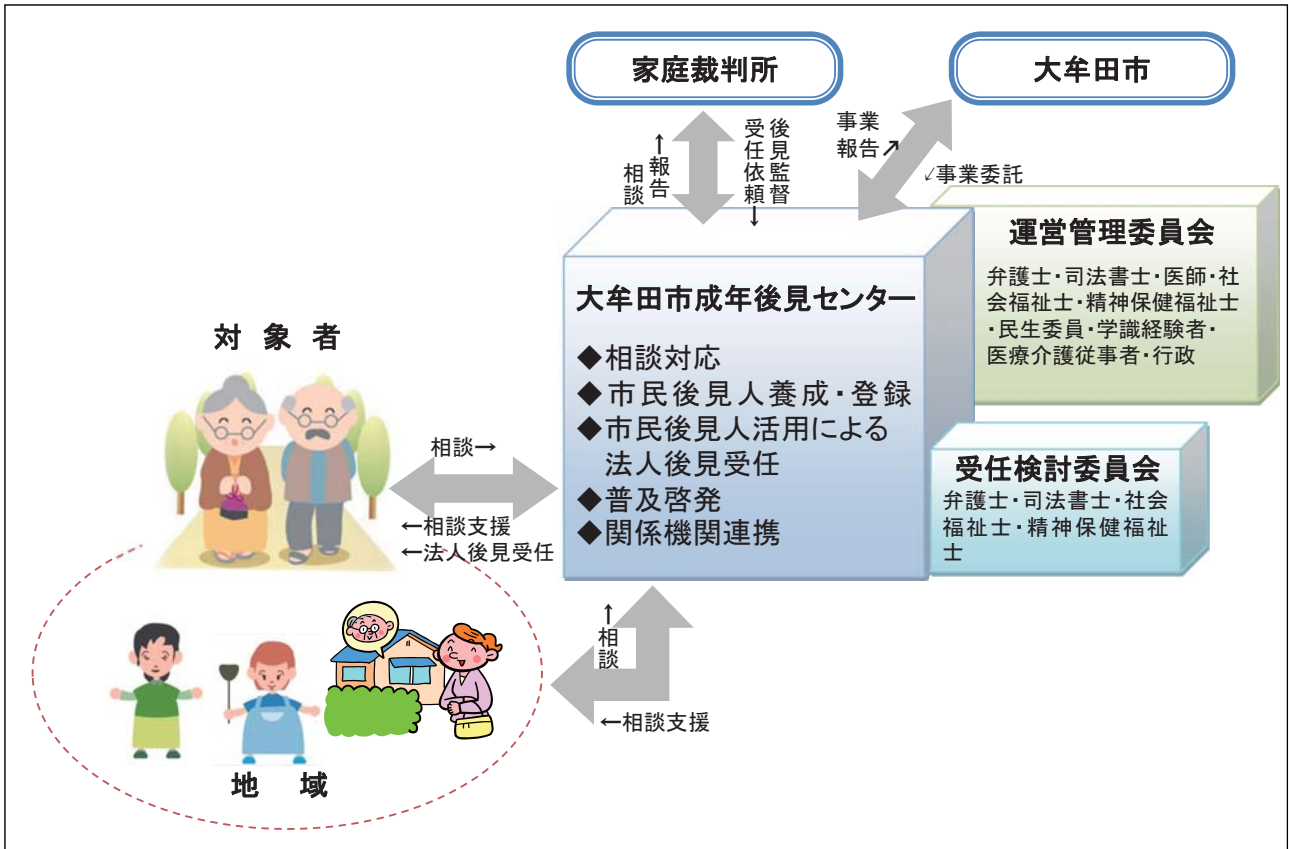 家庭裁判所
大牟田市
相談
↑報告
後見監督
受任依頼↓
事業
報告↗
↙事業委託
運営管理委員会
弁護士・司法書士・医師・社
会福祉士・精神保健福祉士
・民生委員・学識経験者・
医療介護従事者・行政
大牟田市成年後見センター
◆相談対応
◆市民後見人養成・登録
◆市民後見人活用による
法人後見受任
◆普及啓発
◆関係機関連携
受任検討委員会
弁護士・司法書士・社会
福祉士・精神保健福祉
士
対 象 者
相談→
←相談支援
←法人後見受任
↑相談
←相談支援
地 域